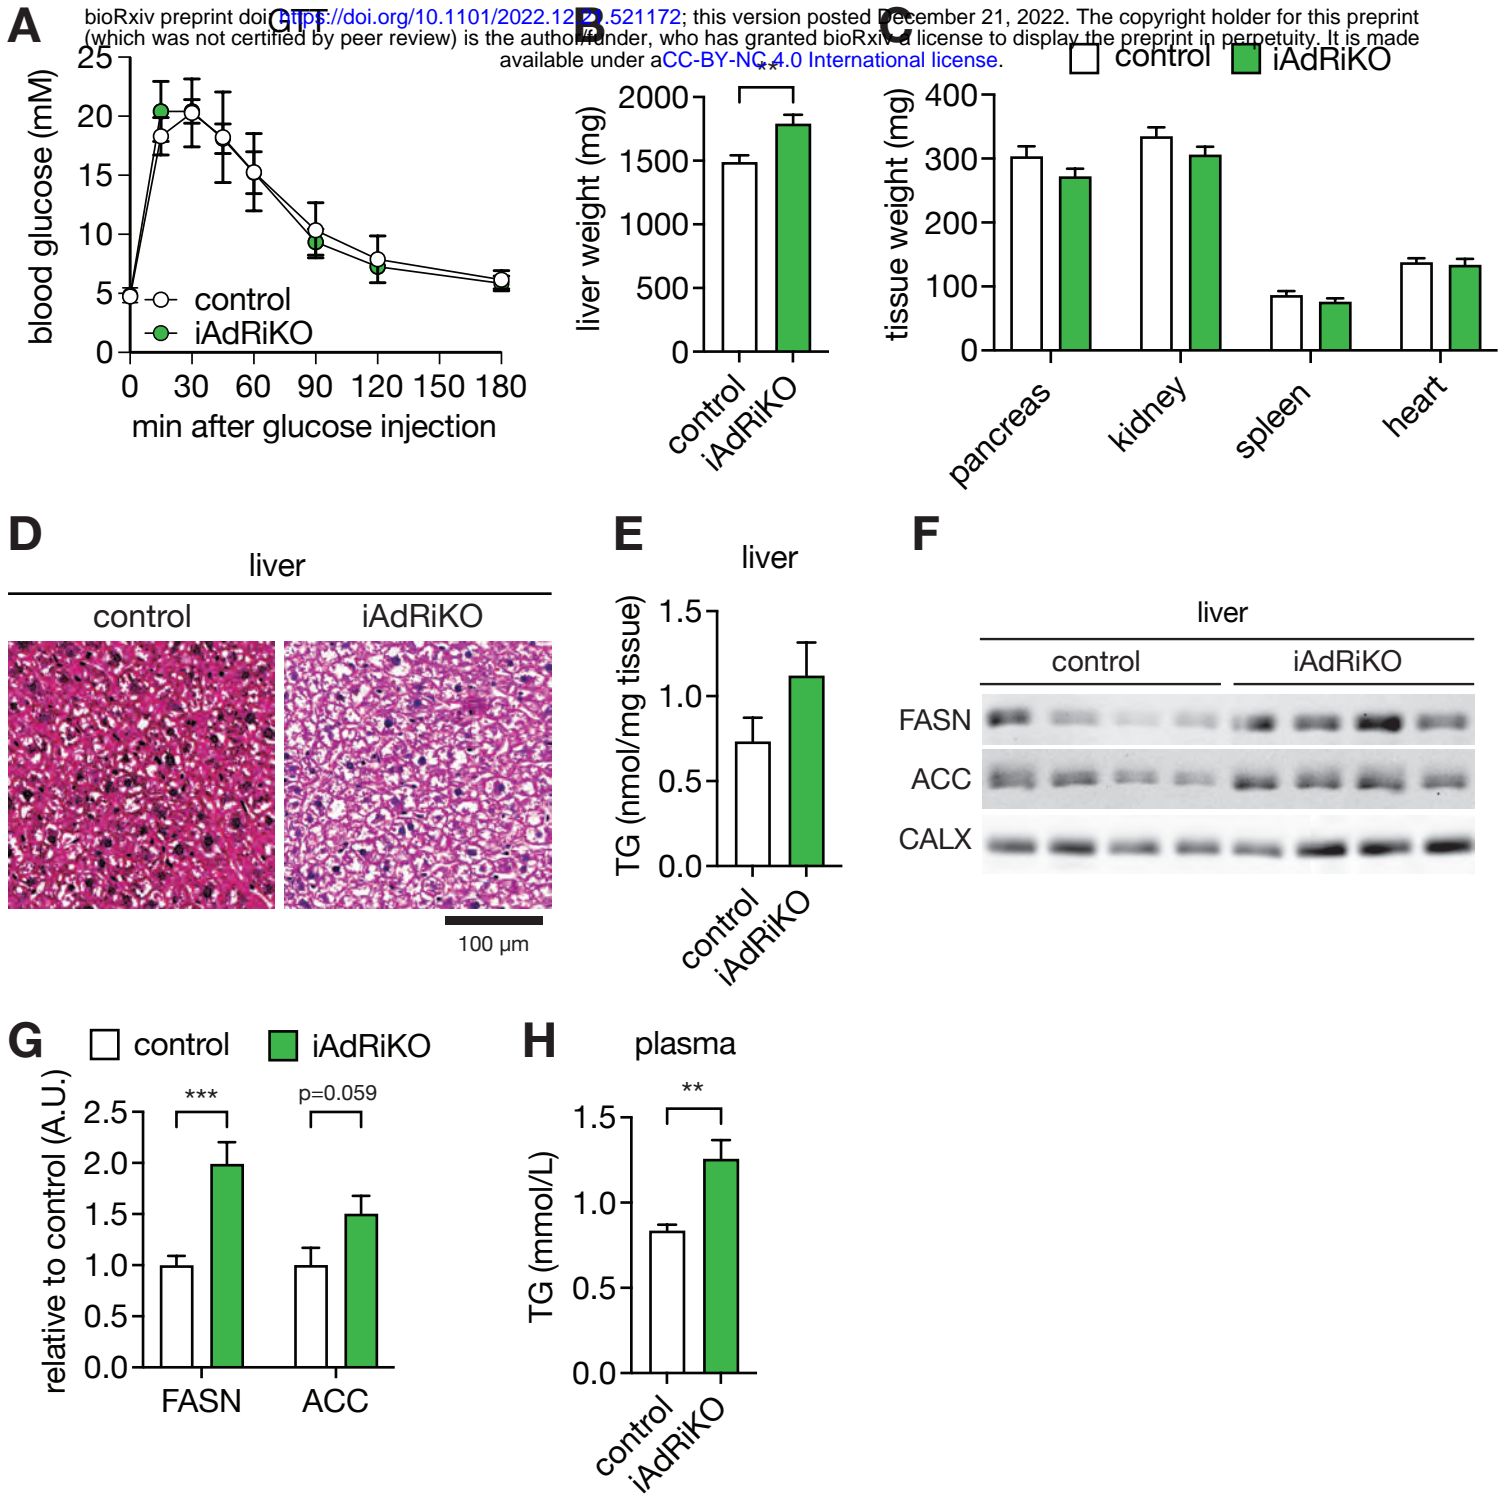 bioRxiv preprint doi: https://doi.org/10.1101/2022.12.21.521172; this version posted December 21, 2022. The copyright holder for this preprint
(which was not certified by peer review) is the author/funder, who has granted bioRxiv a license to display the preprint in perpetuity. It is made
available under aCC-BY-NC 4.0 International license.
A
GTT
blood glucose (mM)
25
20
15
10
5
0
control
iAdRiKO
0 30 60 90 120 150 180
min after glucose injection
B
**
liver weight (mg)
2000
1500
1000
500
0
control
iAdRiKO
C
control iAdRiKO
tissue weight (mg)
400
300
200
100
0
pancreas
kidney
spleen
heart
D
liver
control iAdRiKO
100 µm
E
liver
TG (nmol/mg tissue)
1.5
1.0
0.5
0.0
control
iAdRiKO
F
liver
control iAdRiKO
FASN
ACC
CALX
G
control iAdRiKO
relative to control (A.U.)
*** p=0.059
2.5
2.0
1.5
1.0
0.5
0.0
FASN ACC
H
plasma
**
TG (mmol/L)
1.5
1.0
0.5
0.0
control
iAdRiKO